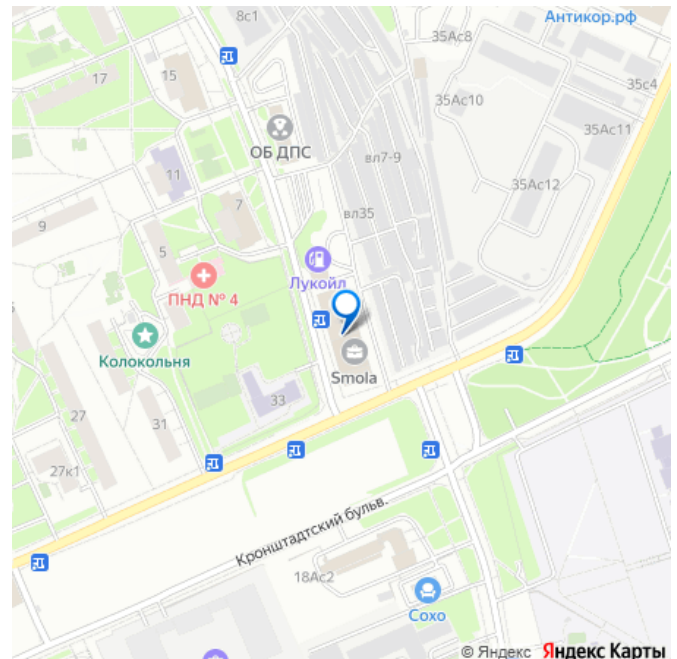 8с1
35Ас8
Антикор.рф
17
15
35с4
35Ас10
ОБ ДПС
35Ас11
вл7-9
11
35Ас12
7
вл35
9
5
Лукойл
ПНД № 4
Колокольня
Smola
33
27
31
27к1
Кронштадтский бульв.
18Ас2
Сохо
© Яндекс Яндекс Карты